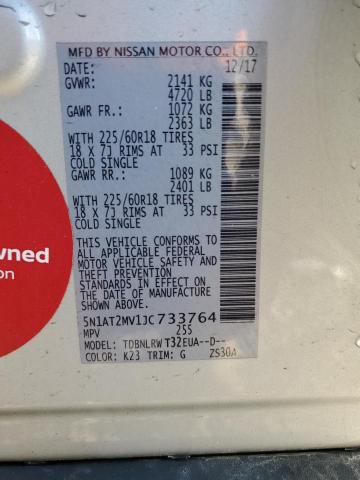 MFD BY NISSAN MOTOR CO., LTD.
DATE: 12/17
GVWR: 2141 KG
4720 LB
GAWR FR.: 1072 KG
2363 LB
WITH 225/60R18 TIRES
18 X 7J RIMS AT 33 PSI
COLD SINGLE
GAWR RR.: 1089 KG
2401 LB
WITH 225/60R18 TIRES
18 X 7J RIMS AT 33 PSI
COLD SINGLE
THIS VEHICLE CONFORMS TO
ALL APPLICABLE FEDERAL
MOTOR VEHICLE SAFETY AND
THEFT PREVENTION
STANDARDS IN EFFECT ON
THE DATE OF MANUFACTURE
SHOWN ABOVE.
5N1AT2MV1JC733764
MPV 255
MODEL: TDBNLRW T32EUA--D--
COLOR: K23 TRIM: G ZS30A
wned
on